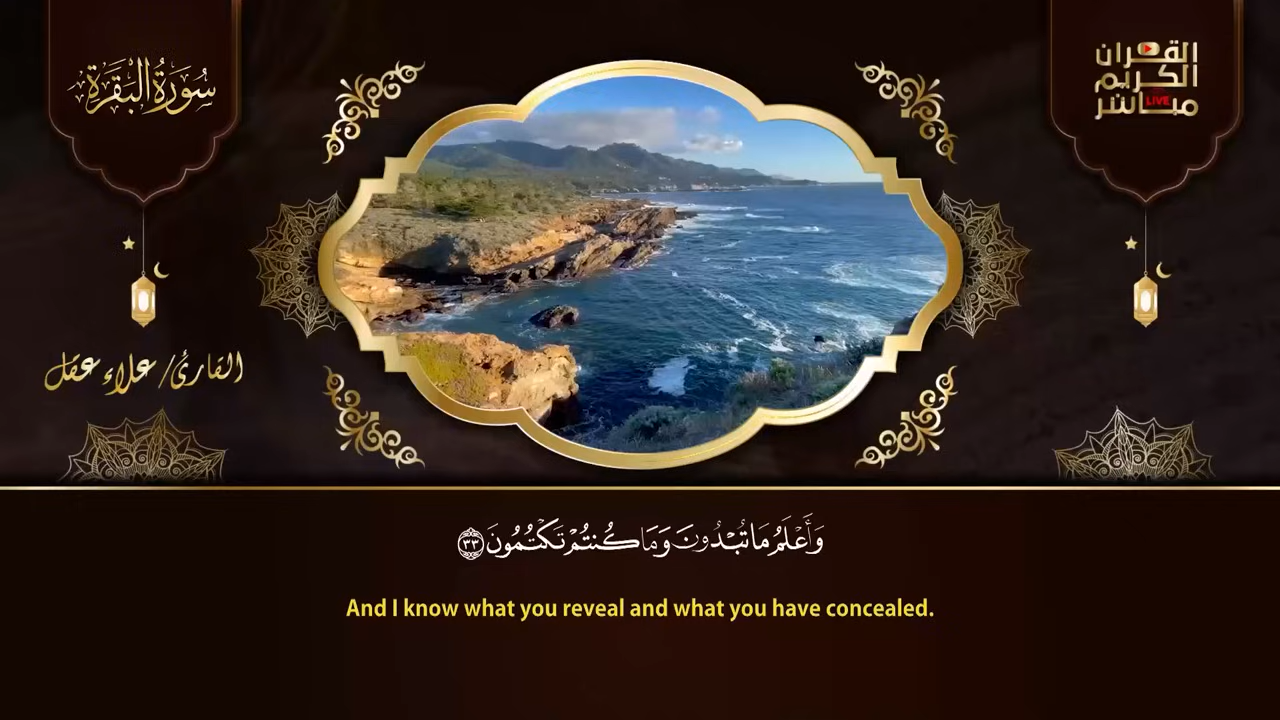 سُورَةُ البَقَرَةِ
القرآن
الكريم
مباشر
LIVE
القارئ/ علاء عقل
وَأَعْلَمُ مَا تُبْدُونَ وَمَا كُنتُمْ تَكْتُمُونَ ٣٣
And I know what you reveal and what you have concealed.